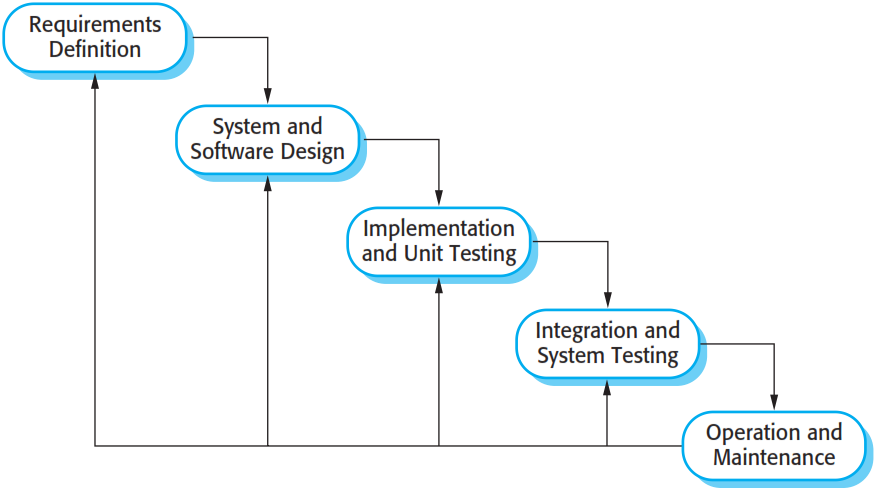 Requirements
Definition
System and
Software Design
Implementation
and Unit Testing
Integration and
System Testing
Operation and
Maintenance